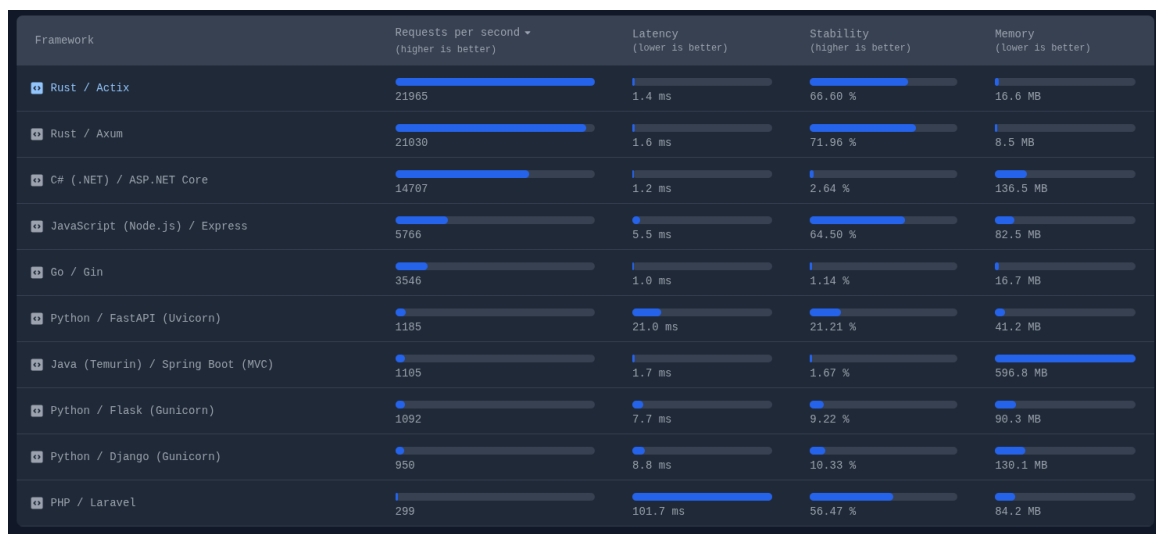 Framework
Requests per second
(higher is better)
Latency
(lower is better)
Stability
(higher is better)
Memory
(lower is better)
Rust / Actix
21965
1.4 ms
66.60 %
16.6 MB
Rust / Axum
21030
1.6 ms
71.96 %
8.5 MB
C# (.NET) / ASP.NET Core
14707
1.2 ms
2.64 %
136.5 MB
JavaScript (Node.js) / Express
5766
5.5 ms
64.50 %
82.5 MB
Go / Gin
3546
1.0 ms
1.14 %
16.7 MB
Python / FastAPI (Uvicorn)
1185
21.0 ms
21.21 %
41.2 MB
Java (Temurin) / Spring Boot (MVC)
1105
1.7 ms
1.67 %
596.8 MB
Python / Flask (Gunicorn)
1092
7.7 ms
9.22 %
90.3 MB
Python / Django (Gunicorn)
950
8.8 ms
10.33 %
130.1 MB
PHP / Laravel
299
101.7 ms
56.47 %
84.2 MB